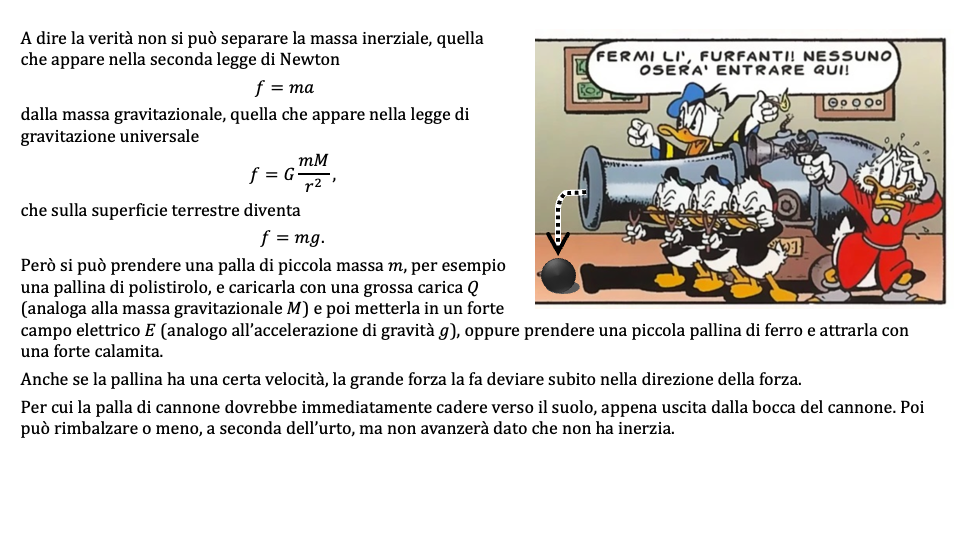 A dire la verità non si può separare la massa inerziale, quella
che appare nella seconda legge di Newton
f = ma
dalla massa gravitazionale, quella che appare nella legge di
gravitazione universale
f = G mM/r²,
che sulla superficie terrestre diventa
f = mg.
Però si può prendere una palla di piccola massa m, per esempio
una pallina di polistirolo, e caricarla con una grossa carica Q
(analoga alla massa gravitazionale M) e poi metterla in un forte
campo elettrico E (analogo all'accelerazione di gravità g), oppure prendere una piccola pallina di ferro e attrarla con
una forte calamita.
Anche se la pallina ha una certa velocità, la grande forza la fa deviare subito nella direzione della forza.
Per cui la palla di cannone dovrebbe immediatamente cadere verso il suolo, appena uscita dalla bocca del cannone. Poi
può rimbalzare o meno, a seconda dell'urto, ma non avanzerà dato che non ha inerzia.
FERMI LI', FURFANTI! NESSUNO
OSERA' ENTRARE QUI!